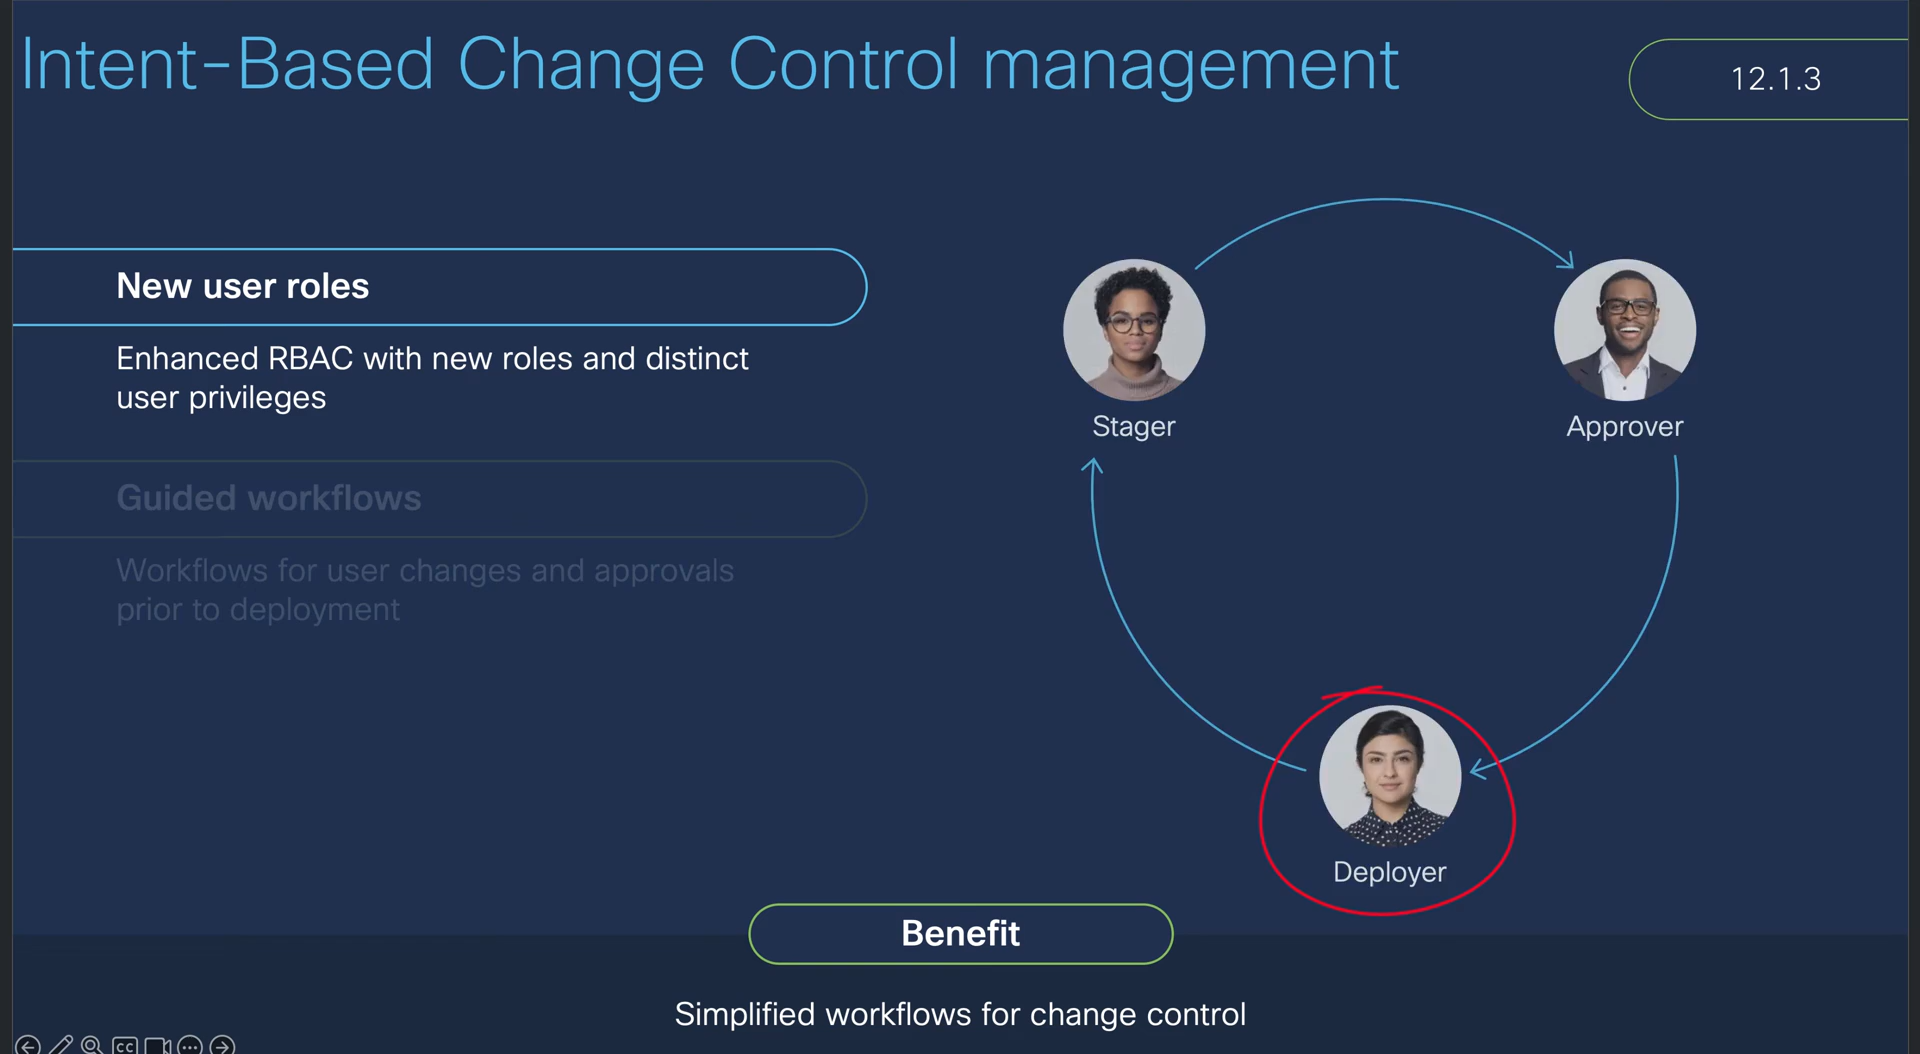 Intent-Based Change Control management
12.1.3
New user roles
Enhanced RBAC with new roles and distinct
user privileges
Guided workflows
Workflows for user changes and approvals
prior to deployment
Stager
Approver
Deployer
Benefit
Simplified workflows for change control
CC